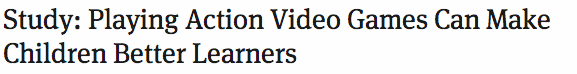 Study: Playing Action Video Games Can Make
Children Better Learners